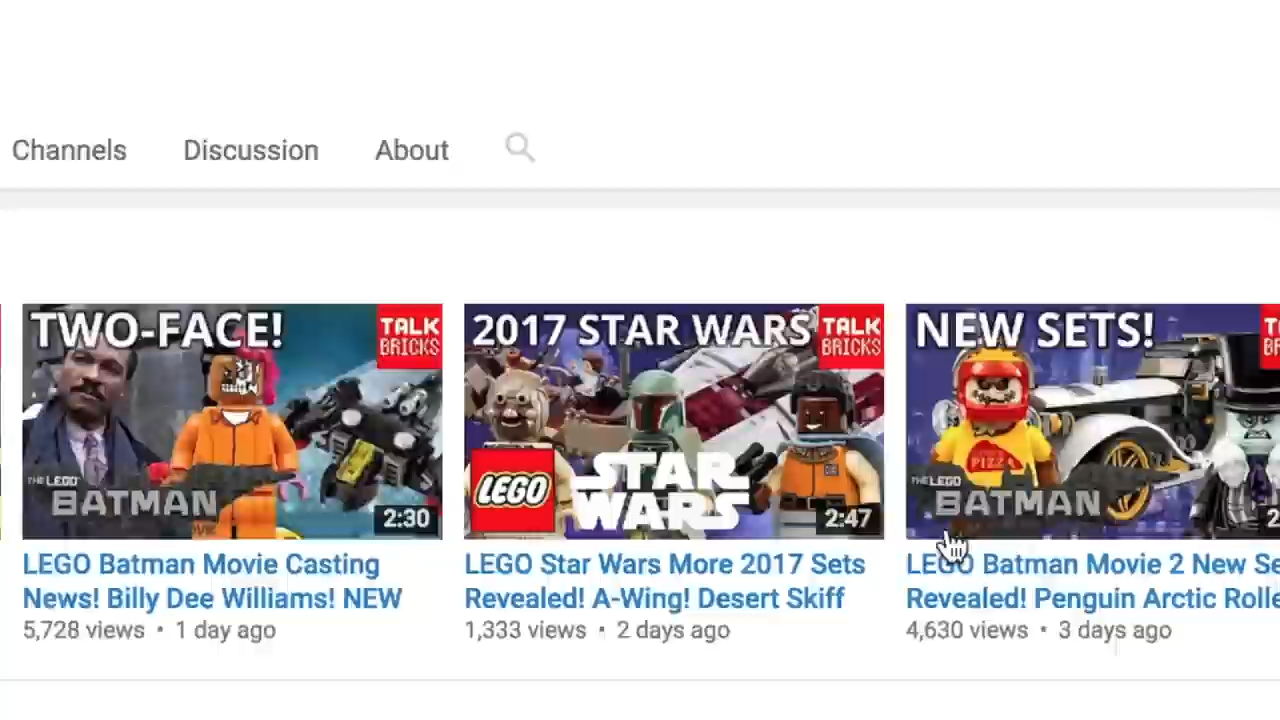 Channels Discussion About
TWO-FACE!
TALK
BRICKS
THE LEGO
BATMAN
2:30
LEGO Batman Movie Casting
News! Billy Dee Williams! NEW
5,728 views • 1 day ago
2017 STAR WARS
TALK
BRICKS
LEGO
STAR
WARS
2:47
LEGO Star Wars More 2017 Sets
Revealed! A-Wing! Desert Skiff
1,333 views • 2 days ago
NEW SETS!
T
BR
PIZZA
THE LEGO
BATMAN
2
LEGO Batman Movie 2 New Se
Revealed! Penguin Arctic Rolle
4,630 views • 3 days ago